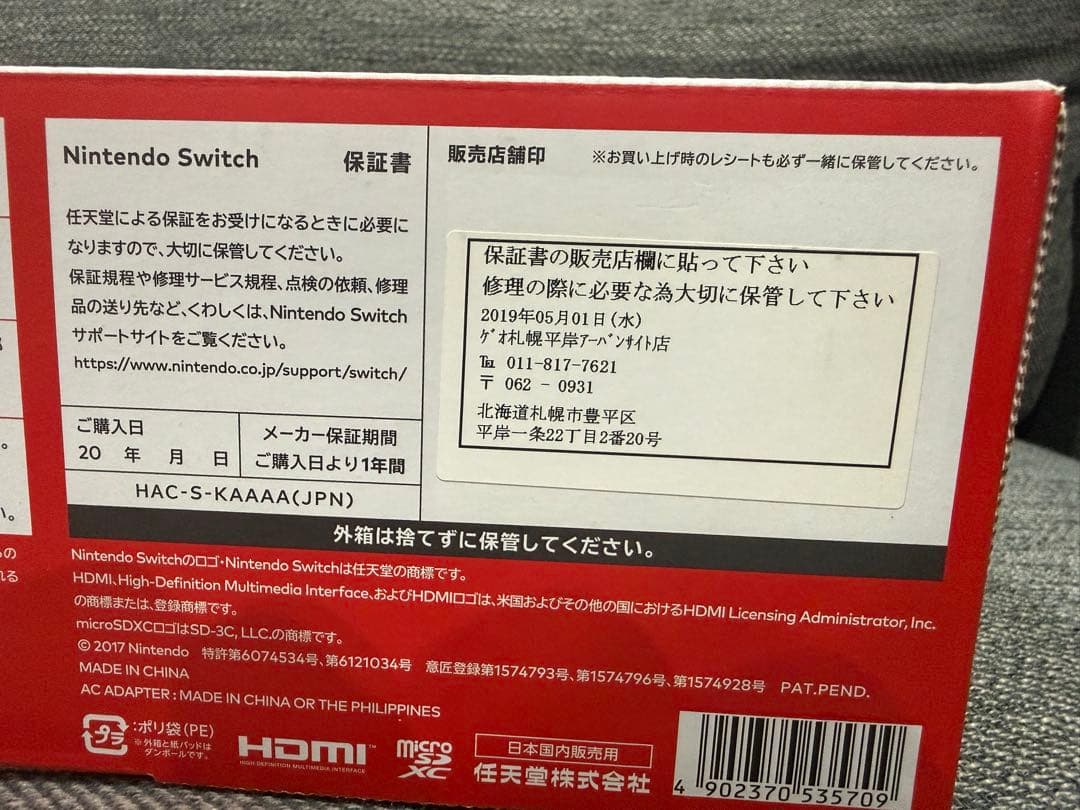 Nintendo Switch 保証書
任天堂による保証をお受けになるときに必要に
なりますので、大切に保管してください。
保証規程や修理サービス規程、点検の依頼、修理
品の送り先など、くわしくは、Nintendo Switch
サポートサイトをご覧ください。
https://www.nintendo.co.jp/support/switch/
ご購入日
20 年 月 日
メーカー保証期間
ご購入日より1年間
HAC-S-KAAAA(JPN)
販売店舗印 ※お買い上げ時のレシートも必ず一緒に保管してください。
保証書の販売店欄に貼って下さい
修理の際に必要な為大切に保管して下さい
2019年05月01日(水)
ｹﾞｵ札幌平岸ｱｰﾊﾞﾝｻｲﾄ店
℡ 011-817-7621
〒 062 - 0931
北海道札幌市豊平区
平岸一条22丁目2番20号
外箱は捨てずに保管してください。
Nintendo Switchのロゴ・Nintendo Switchは任天堂の商標です。
HDMI、High-Definition Multimedia Interface、およびHDMIロゴは、米国およびその他の国におけるHDMI Licensing Administrator, Inc.
の商標または、登録商標です。
microSDXCロゴはSD-3C, LLC.の商標です。
© 2017 Nintendo 特許第6074534号、第6121034号 意匠登録第1574793号、第1574796号、第1574928号 PAT.PEND.
MADE IN CHINA
AC ADAPTER : MADE IN CHINA OR THE PHILIPPINES
プラ
:ポリ袋(PE)
※外箱と紙パッドは
ダンボールです。
HDMI™
HIGH-DEFINITION MULTIMEDIA INTERFACE
micro
SD
XC
日本国内販売用
任天堂株式会社
4 902370 535709